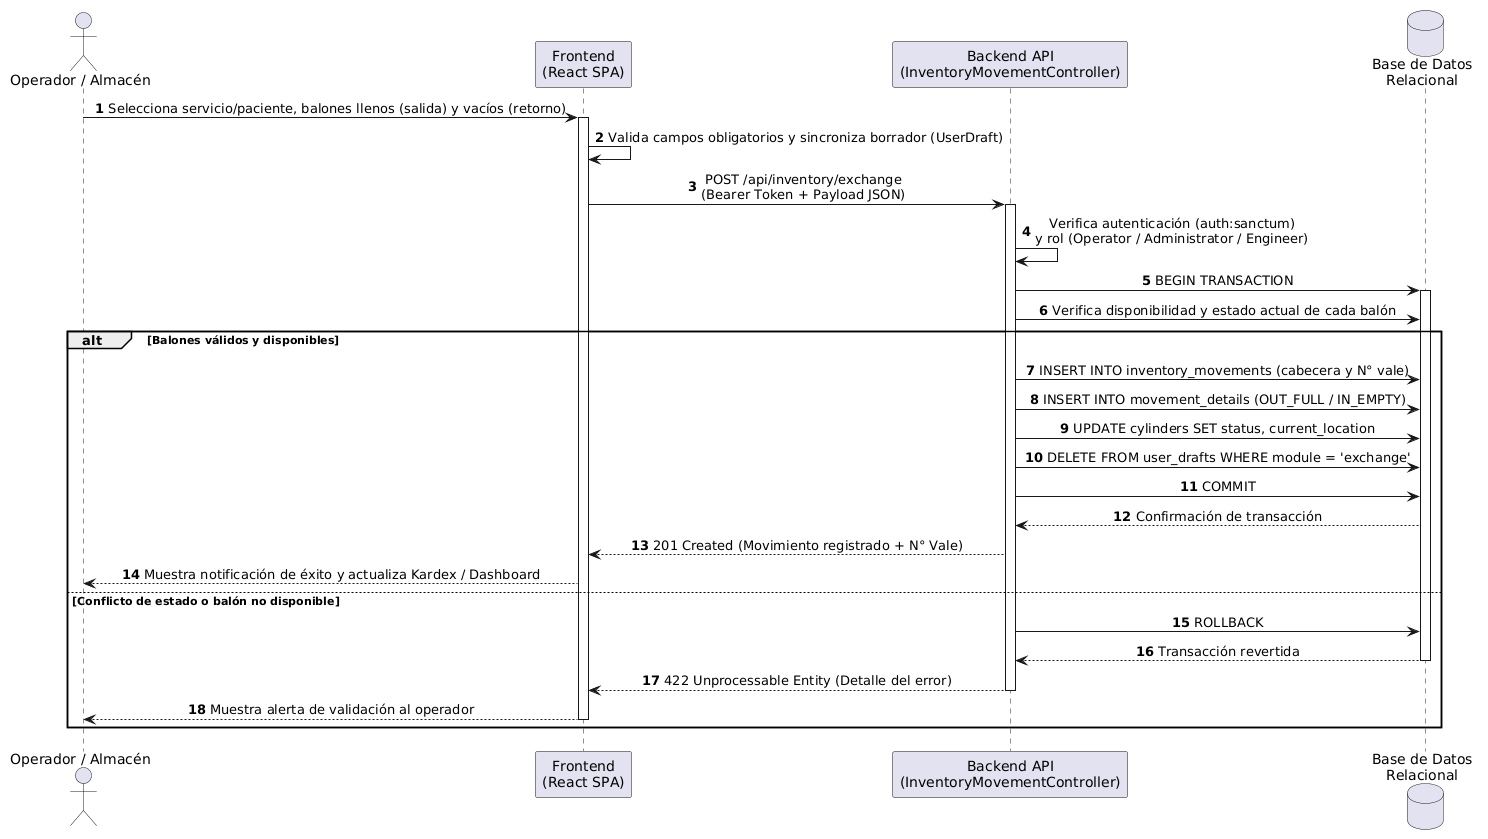 Operador / Almacén
Frontend
(React SPA)
Backend API
(InventoryMovementController)
Base de Datos
Relacional
1 Selecciona servicio/paciente, balones llenos (salida) y vacíos (retorno)
2 Valida campos obligatorios y sincroniza borrador (UserDraft)
3 POST /api/inventory/exchange
(Bearer Token + Payload JSON)
4 Verifica autenticación (auth:sanctum)
y rol (Operator / Administrator / Engineer)
5 BEGIN TRANSACTION
6 Verifica disponibilidad y estado actual de cada balón
alt [Balones válidos y disponibles]
7 INSERT INTO inventory_movements (cabecera y N° vale)
8 INSERT INTO movement_details (OUT_FULL / IN_EMPTY)
9 UPDATE cylinders SET status, current_location
10 DELETE FROM user_drafts WHERE module = 'exchange'
11 COMMIT
12 Confirmación de transacción
13 201 Created (Movimiento registrado + N° Vale)
14 Muestra notificación de éxito y actualiza Kardex / Dashboard
[Conflicto de estado o balón no disponible]
15 ROLLBACK
16 Transacción revertida
17 422 Unprocessable Entity (Detalle del error)
18 Muestra alerta de validación al operador
Operador / Almacén
Frontend
(React SPA)
Backend API
(InventoryMovementController)
Base de Datos
Relacional